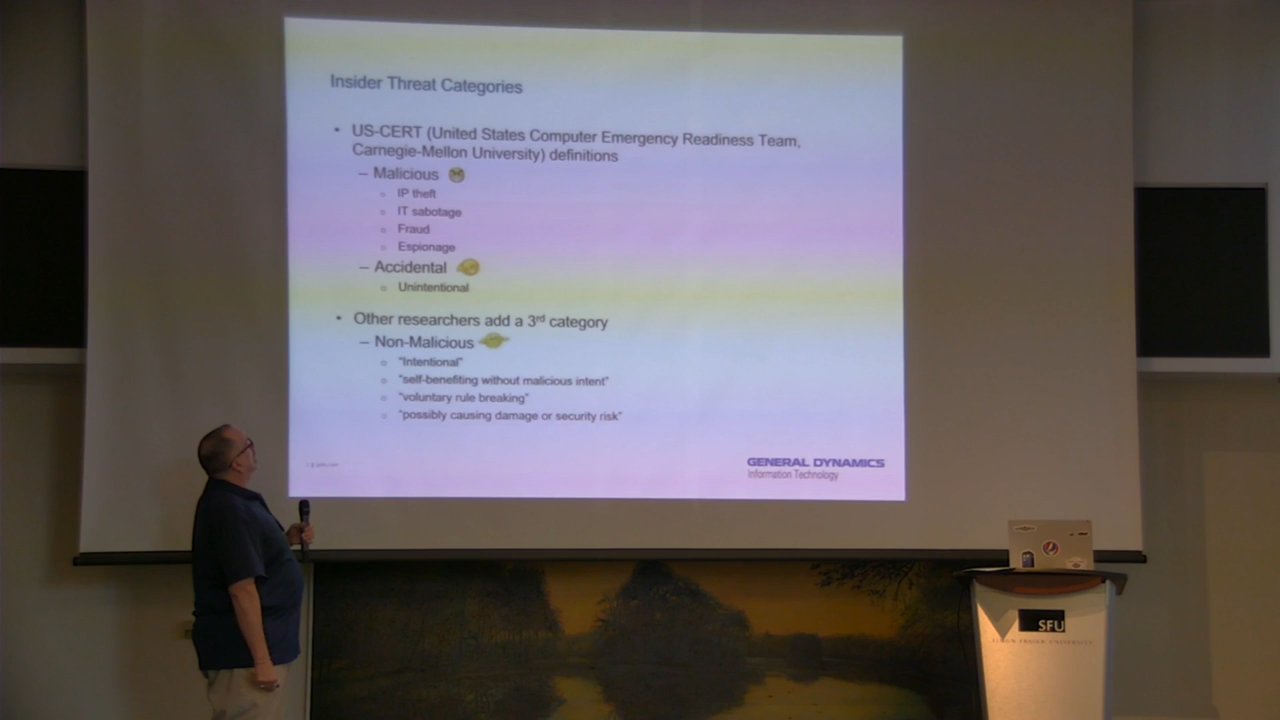 Insider Threat Categories
• US-CERT (United States Computer Emergency Readiness Team,
Carnegie-Mellon University) definitions
– Malicious
○ IP theft
○ IT sabotage
○ Fraud
○ Espionage
– Accidental
○ Unintentional
• Other researchers add a 3rd category
– Non-Malicious
○ "Intentional"
○ "self-benefiting without malicious intent"
○ "voluntary rule breaking"
○ "possibly causing damage or security risk"
GENERAL DYNAMICS
Information Technology
SFU
SIMON FRASER UNIVERSITY